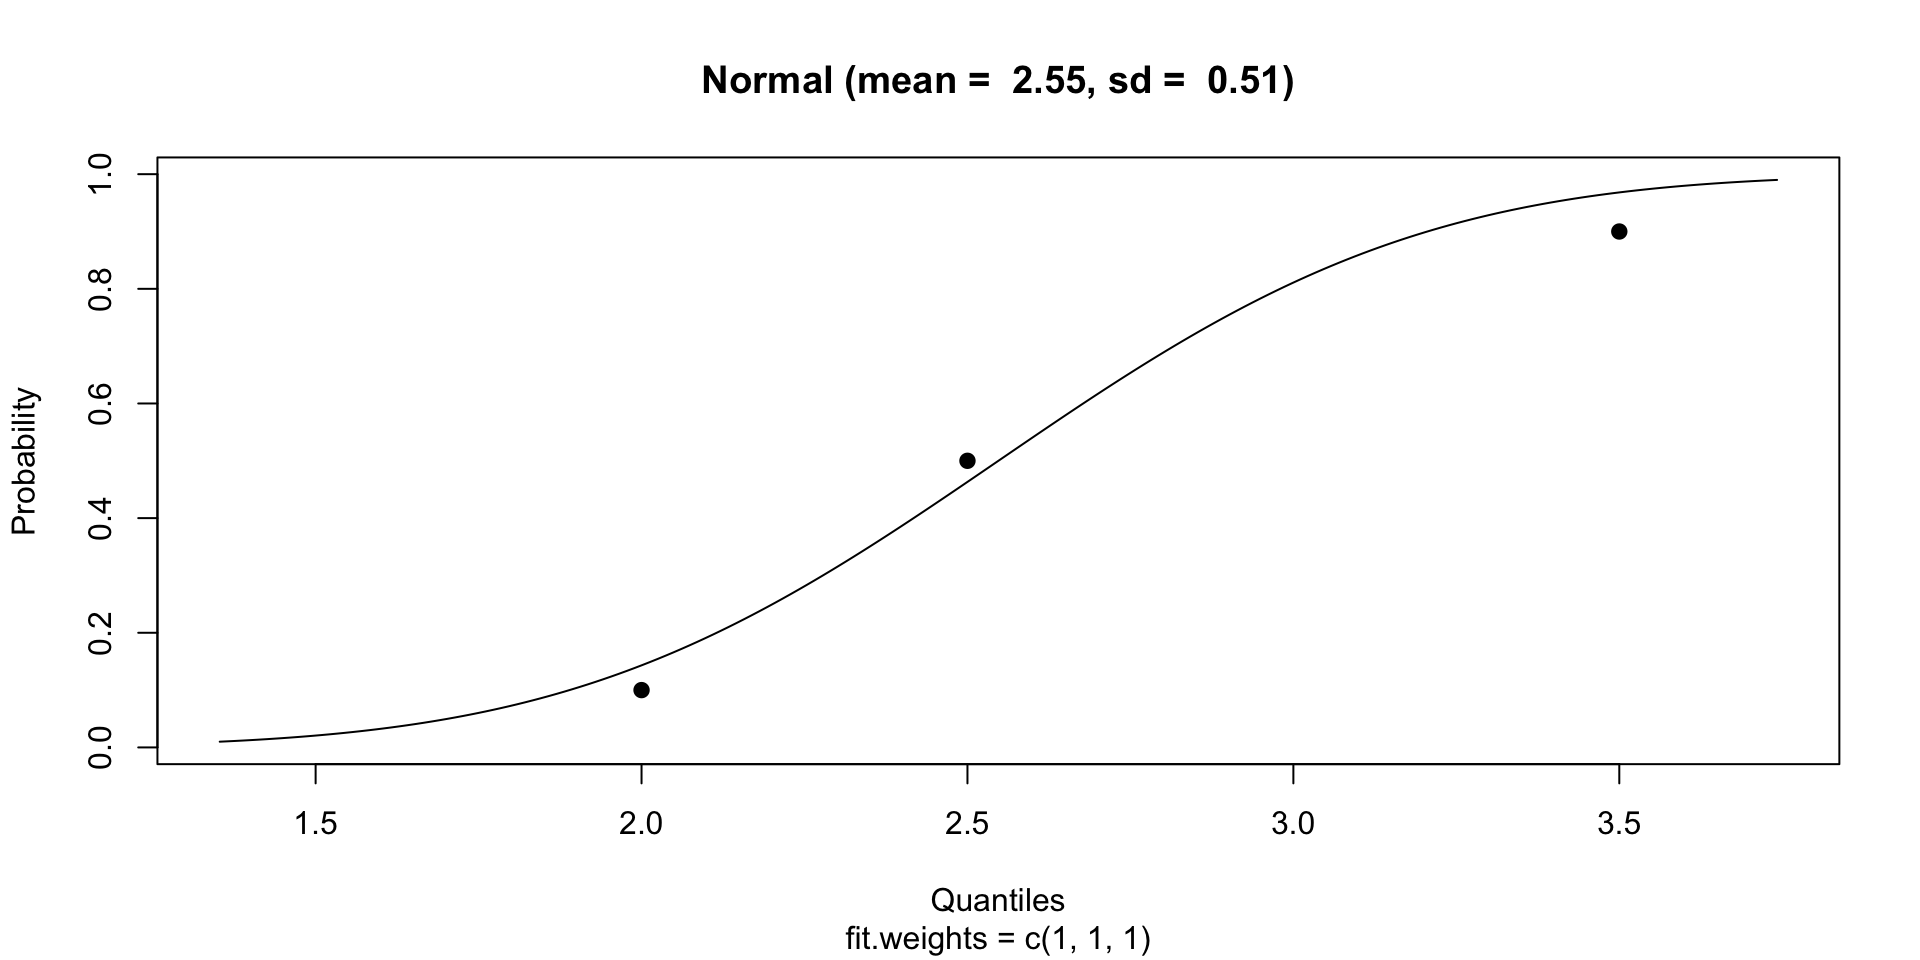 Normal (mean =  2.55, sd =  0.51)
1.0
0.8
0.6
0.4
0.2
0.0
Probability
1.5 2.0 2.5 3.0 3.5
Quantiles
fit.weights = c(1, 1, 1)